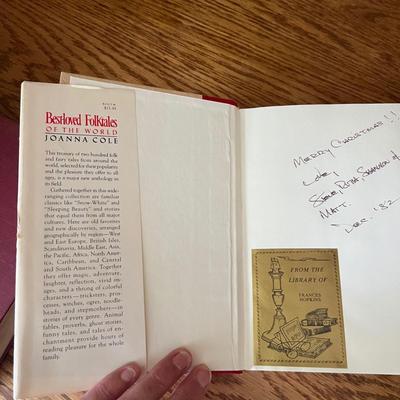 Best-loved Folktales
OF THE WORLD
JOANNA COLE
This treasury of two hundred folk
and fairy tales from around the
world, selected for their popularity
and the pleasure they offer to all
ages, is a major new anthology in
its field.
Gathered together in this wide-
ranging collection are familiar
classics like "Snow-White" and
"Sleeping Beauty" and stories
that equal them from all major
cultures. Here are old favorites
and new discoveries, arranged
geographically by region—West
and East Europe, British Isles,
Scandinavia, Middle East, Asia,
the Pacific, Africa, North Amer-
ica, Caribbean, and Central
and South America. Together
they offer magic, adventure,
laughter, reflection, vivid im-
ages, and a throng of colorful
characters—tricksters, prin-
cesses, witches, ogres, noodle-
heads, and stepmothers—in
stories of every genre. Animal
fables, proverbs, ghost stories,
funny tales, and tales of en-
chantment provide hours of
reading pleasure for the whole
family.
MERRY CHRISTMAS!!
Love,
MATT.
DEC. '82
FROM THE
LIBRARY OF
FRANCES
HOPKINS